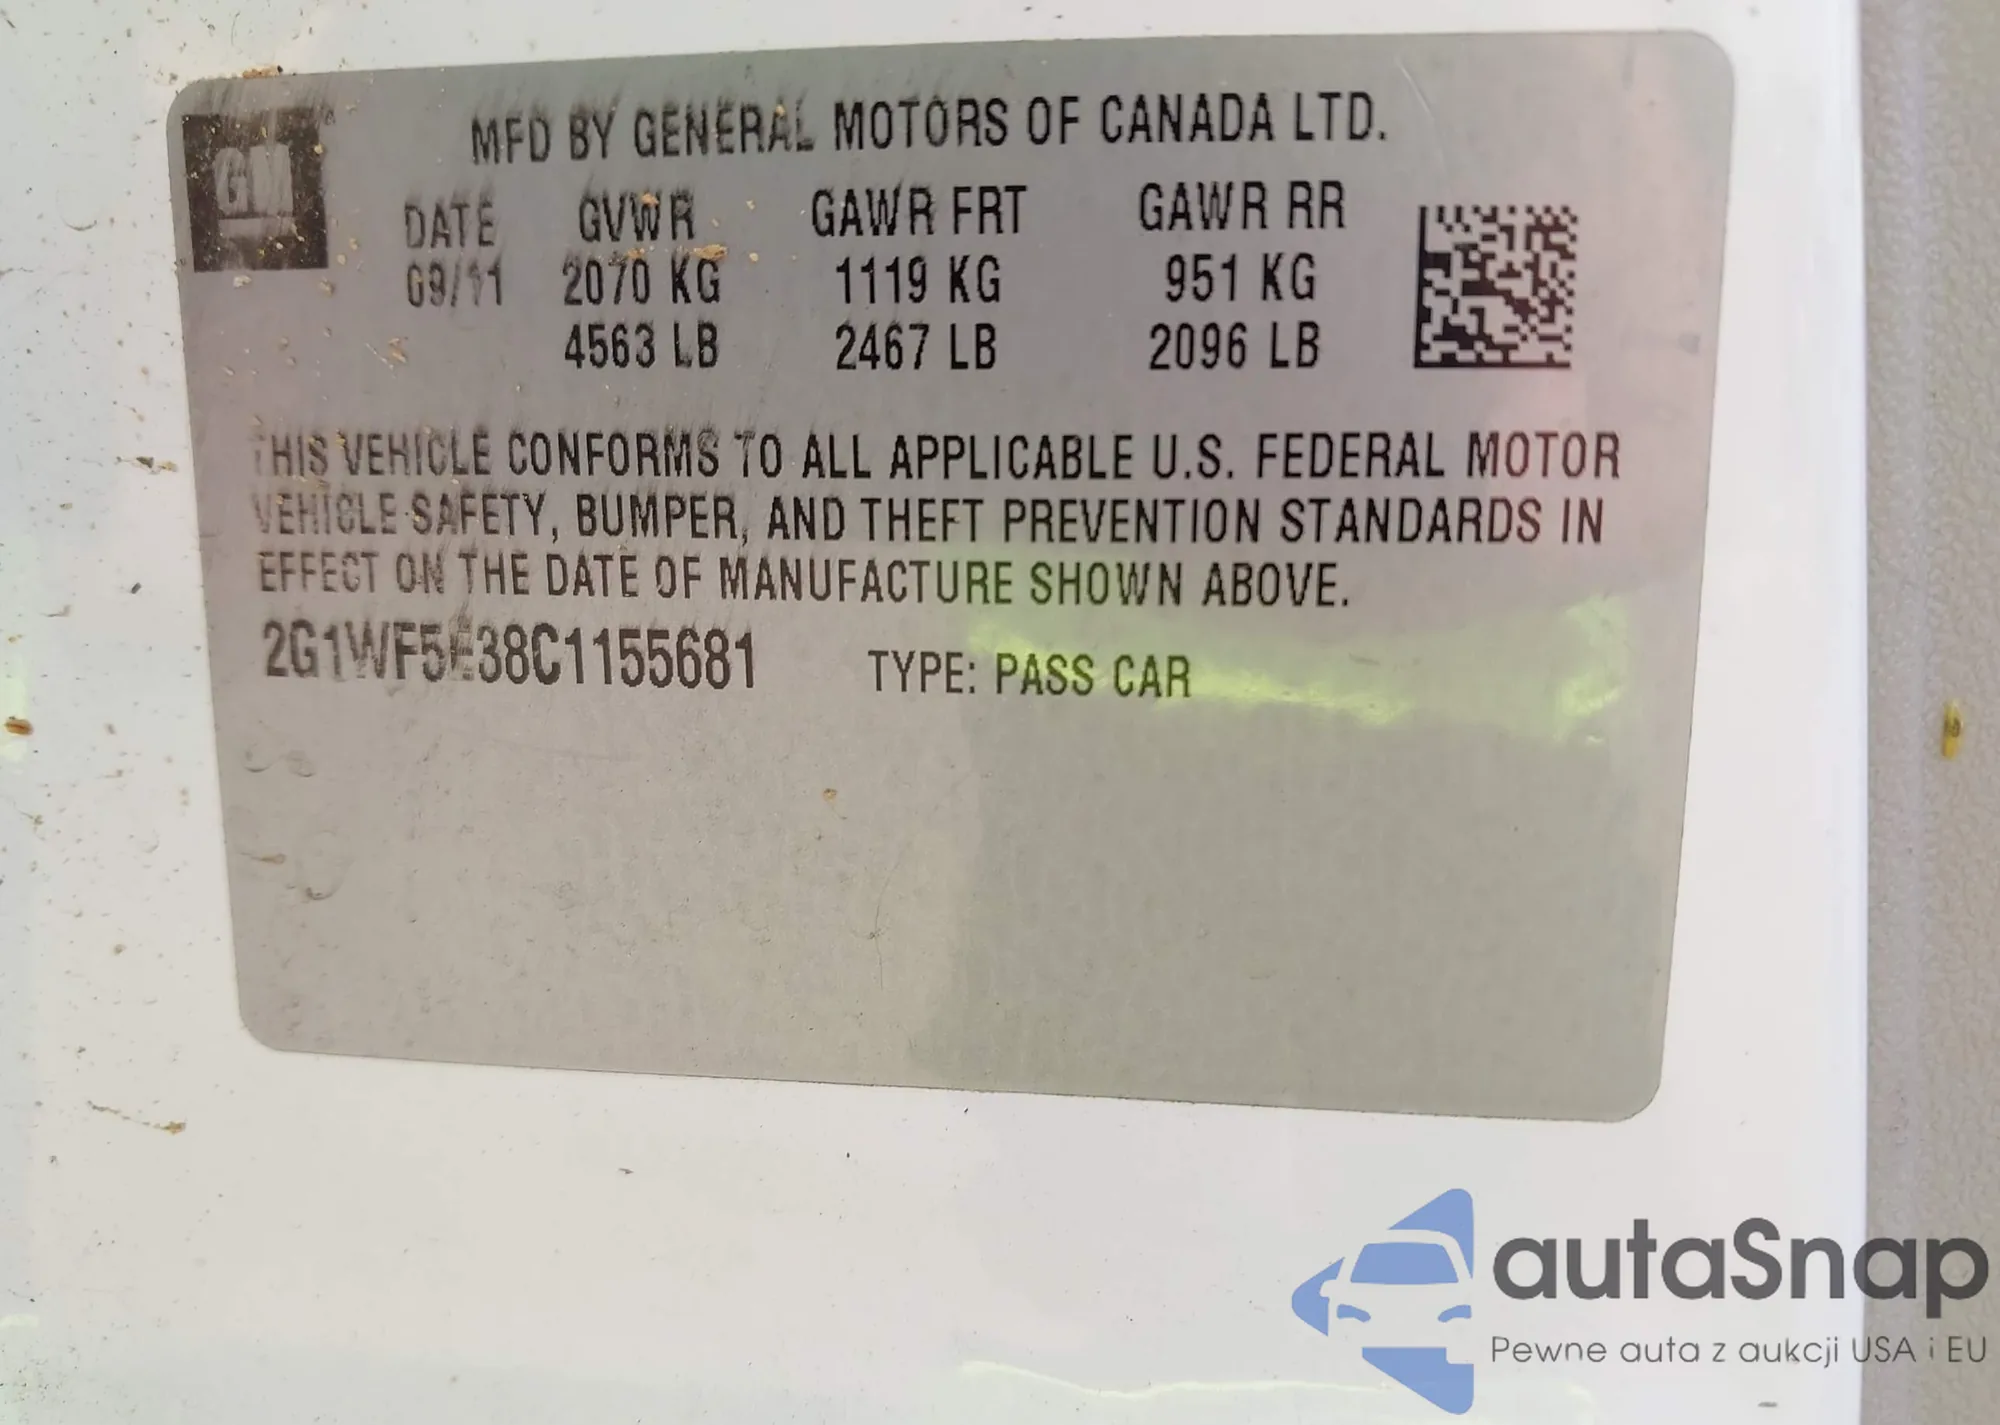 GM
MFD BY GENERAL MOTORS OF CANADA LTD.
DATE GVWR GAWR FRT GAWR RR
09/11 2070 KG 1119 KG 951 KG
4563 LB 2467 LB 2096 LB
THIS VEHICLE CONFORMS TO ALL APPLICABLE U.S. FEDERAL MOTOR
VEHICLE SAFETY, BUMPER, AND THEFT PREVENTION STANDARDS IN
EFFECT ON THE DATE OF MANUFACTURE SHOWN ABOVE.
2G1WF5E38C1155681 TYPE: PASS CAR
autaSnap
Pewne auta z aukcji USA i EU